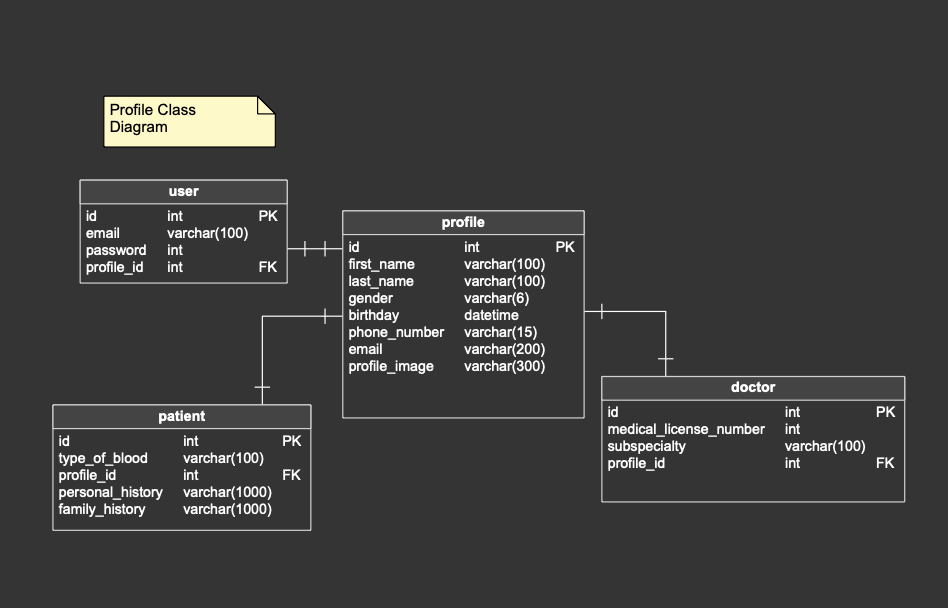 Profile Class
Diagram
user
id int PK
email varchar(100)
password int
profile_id int FK
profile
id int PK
first_name varchar(100)
last_name varchar(100)
gender varchar(6)
birthday datetime
phone_number varchar(15)
email varchar(200)
profile_image varchar(300)
patient
id int PK
type_of_blood varchar(100)
profile_id int FK
personal_history varchar(1000)
family_history varchar(1000)
doctor
id int PK
medical_license_number int
subspecialty varchar(100)
profile_id int FK